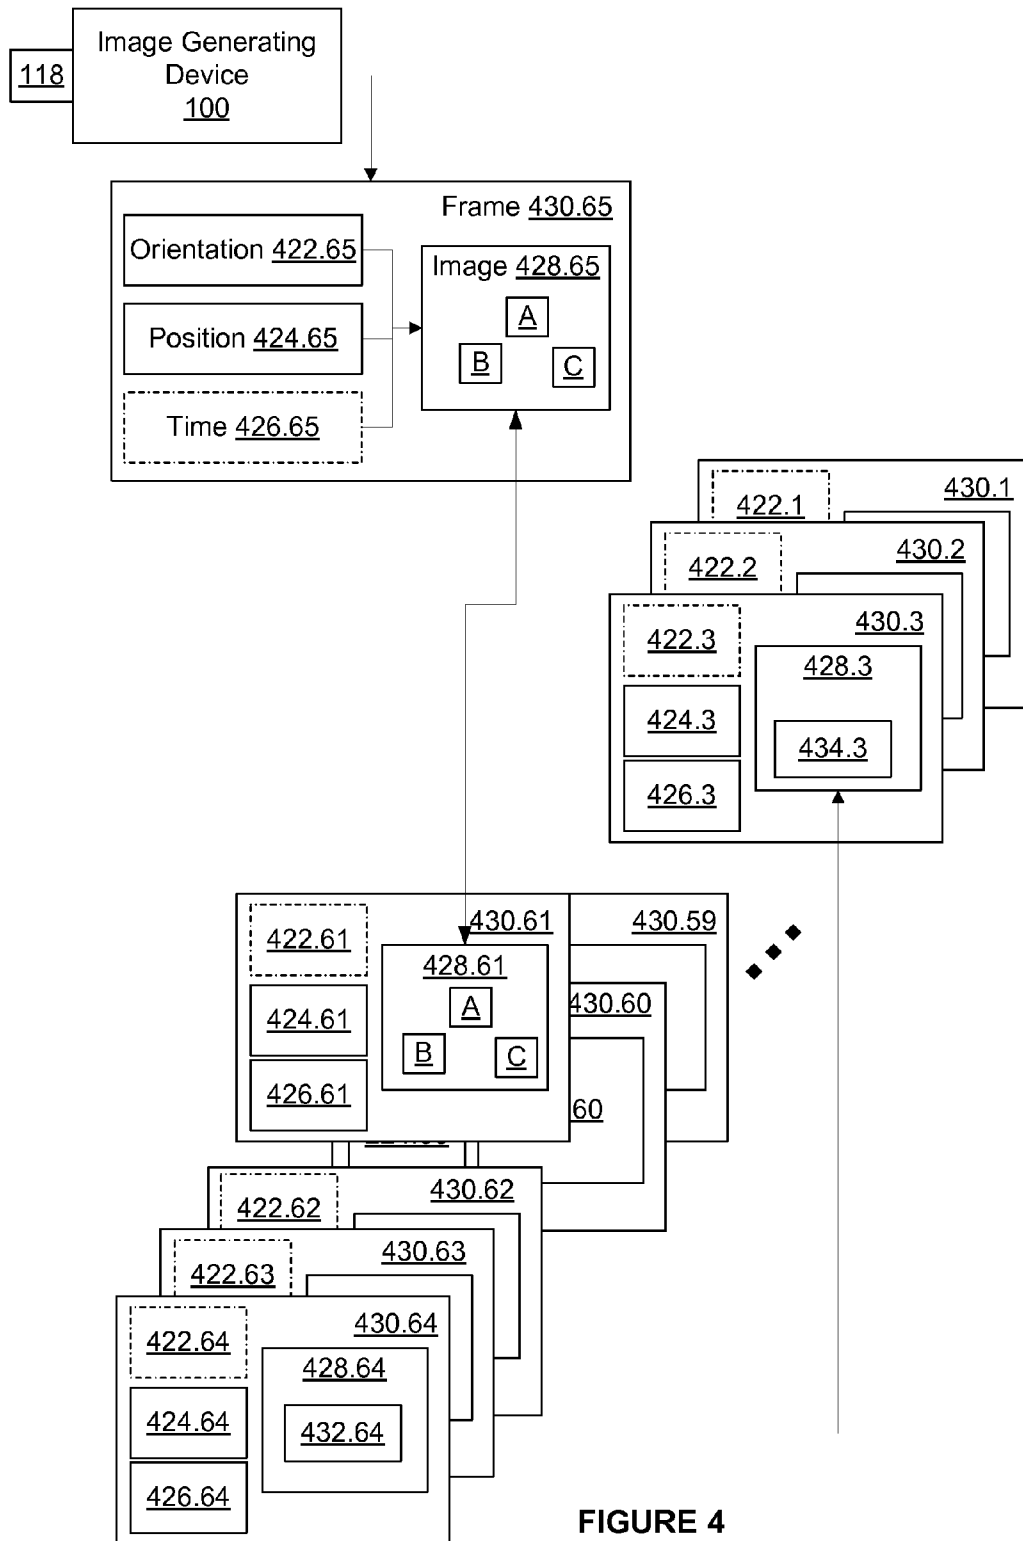 Image Generating
Device
100
118
Frame 430.65
Orientation 422.65
Image 428.65
A
Position 424.65
B
C
Time 426.65
422.1
430.1
422.2
430.2
422.3
430.3
428.3
424.3
434.3
426.3
422.61
430.61
430.59
428.61
424.61
A
430.60
B
C
426.61
60
422.62
430.62
422.63
430.63
422.64
430.64
428.64
424.64
432.64
426.64
FIGURE 4